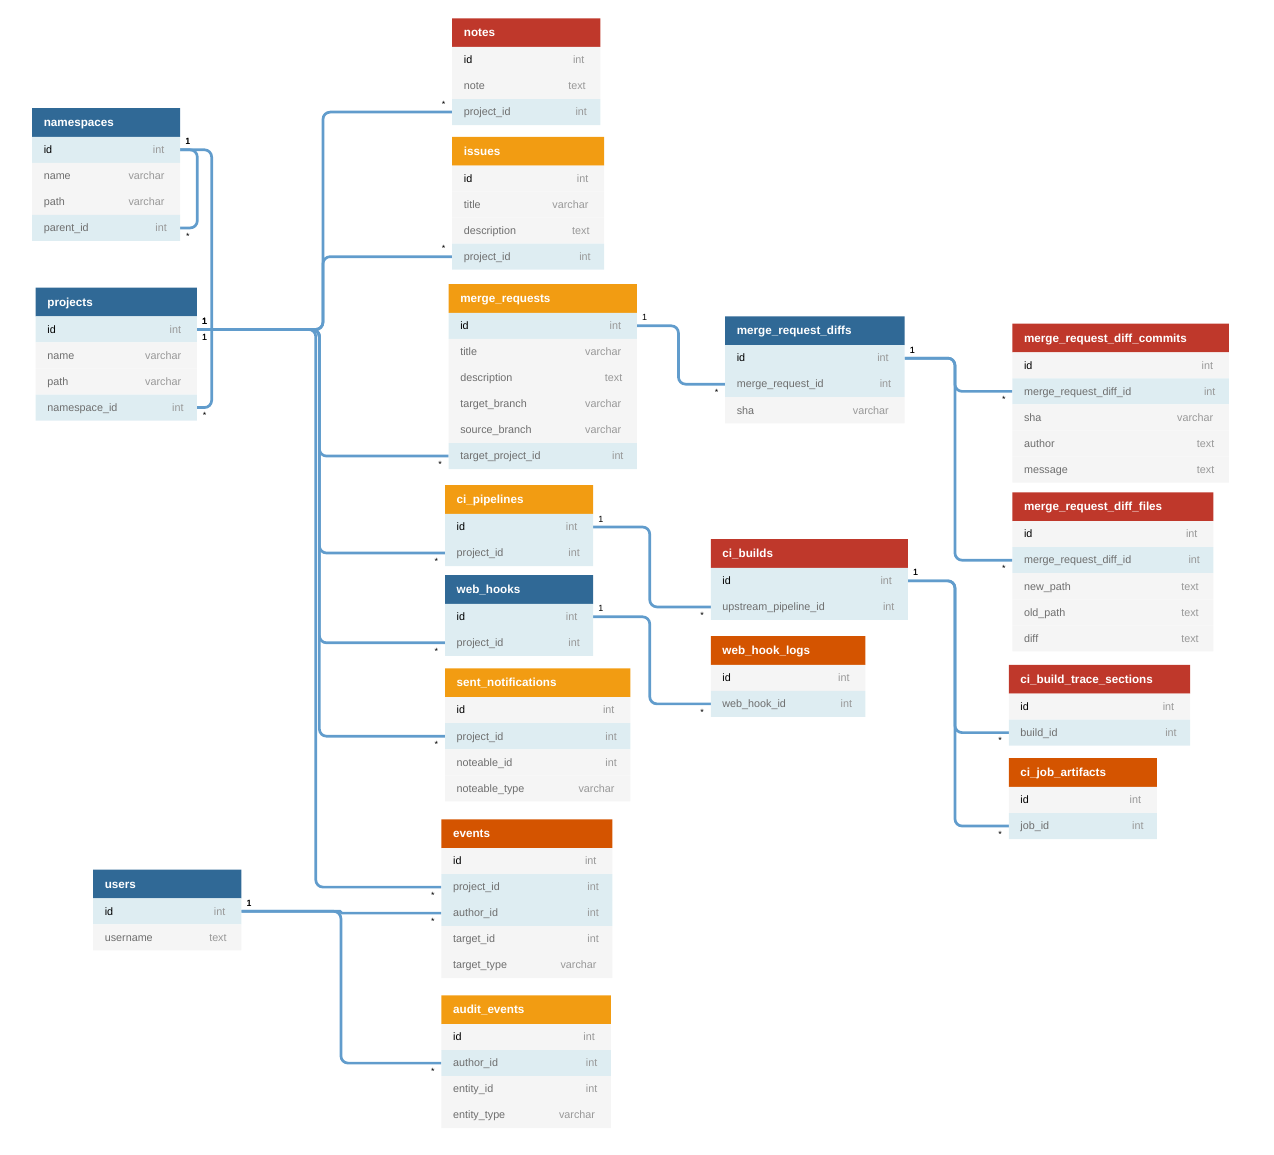 namespaces
id int
name varchar
path varchar
parent_id int
1
*
projects
id int
name varchar
path varchar
namespace_id int
1
1
*
users
id int
username text
1
notes
id int
note text
project_id int
*
issues
id int
title varchar
description text
project_id int
*
merge_requests
id int
title varchar
description text
target_branch varchar
source_branch varchar
target_project_id int
1
*
ci_pipelines
id int
project_id int
1
*
web_hooks
id int
project_id int
1
*
sent_notifications
id int
project_id int
noteable_id int
noteable_type varchar
*
events
id int
project_id int
author_id int
target_id int
target_type varchar
*
*
audit_events
id int
author_id int
entity_id int
entity_type varchar
*
merge_request_diffs
id int
merge_request_id int
sha varchar
1
*
ci_builds
id int
upstream_pipeline_id int
1
*
web_hook_logs
id int
web_hook_id int
*
merge_request_diff_commits
id int
merge_request_diff_id int
sha varchar
author text
message text
*
merge_request_diff_files
id int
merge_request_diff_id int
new_path text
old_path text
diff text
*
ci_build_trace_sections
id int
build_id int
*
ci_job_artifacts
id int
job_id int
*